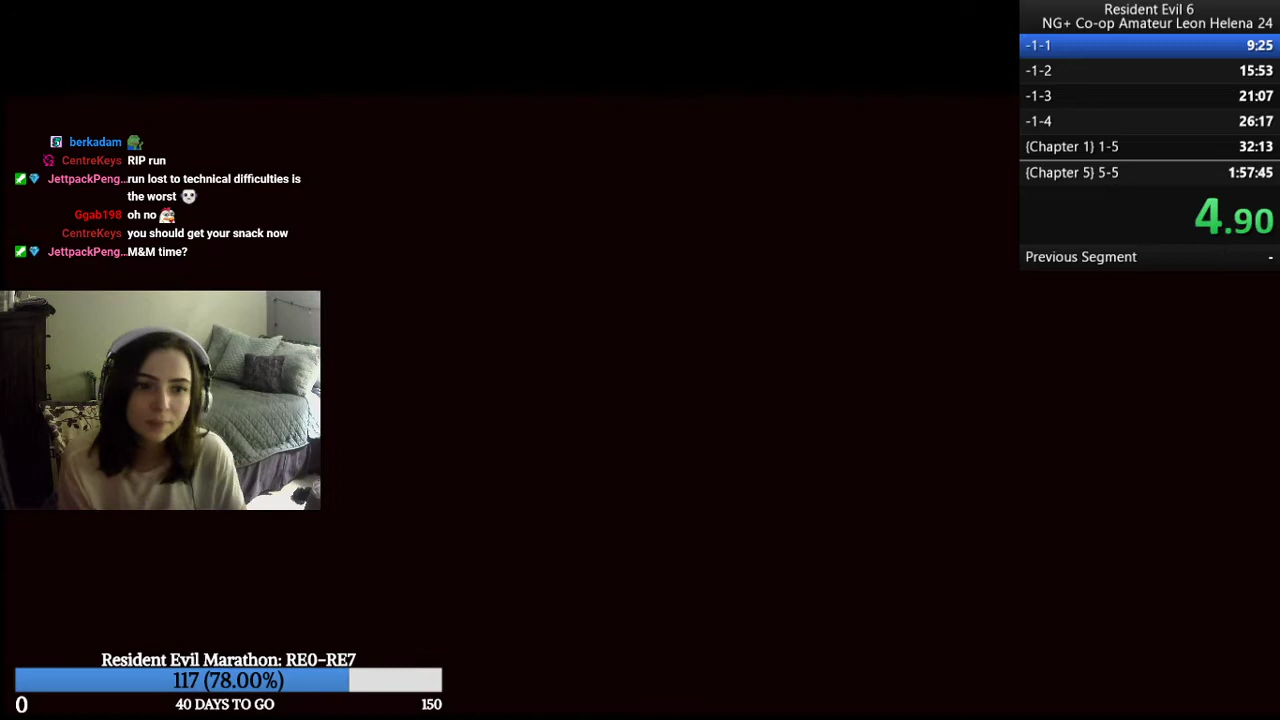 Resident Evil 6
NG+ Co-op Amateur Leon Helena 24
-1-1 9:25
-1-2 15:53
-1-3 21:07
-1-4 26:17
{Chapter 1} 1-5 32:13
{Chapter 5} 5-5 1:57:45
4.90
Previous Segment -
berkadam
CentreKeys RIP run
JettpackPeng... run lost to technical difficulties is
the worst
Ggab198 oh no
CentreKeys you should get your snack now
JettpackPeng... M&M time?
Resident Evil Marathon: RE0-RE7
117 (78.00%)
0 40 DAYS TO GO 150